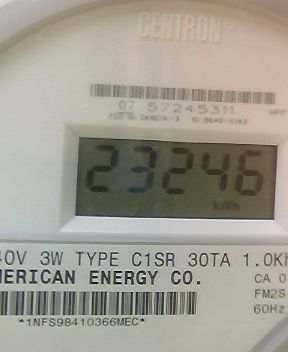 CENTRON
07 57245311
23246
kWh
40V 3W TYPE C1SR 30TA 1.0Kh
MERICAN ENERGY CO.
CA 0
FM2S
60Hz
*1NFS98410366MEC*